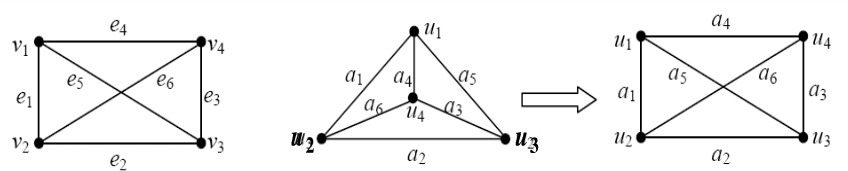 e₄
v₁ v₄
e₅ e₆
e₁ e₃
v₂ v₃
e₂
u₁
a₁ a₄ a₅
a₆ a₃
u₄
u₂ u₃
a₂
a₄
u₁ u₄
a₅ a₆
a₁ a₃
u₂ u₃
a₂